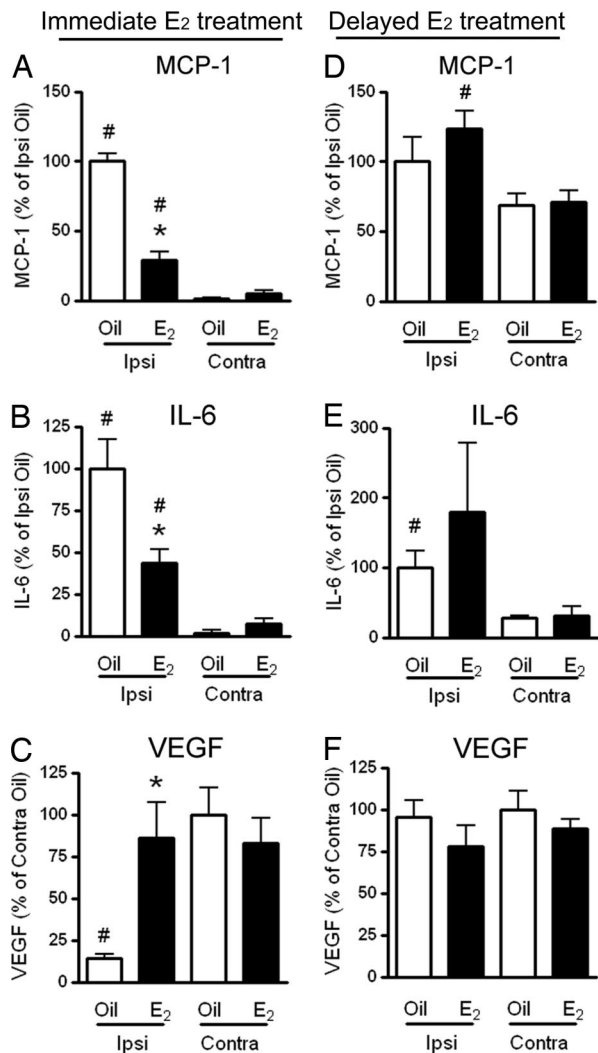 Immediate E₂ treatment
Delayed E₂ treatment
A
MCP-1
MCP-1 (% of Ipsi Oil)
150
100
50
0
#
#
*
Oil E₂ Oil E₂
Ipsi Contra
D
MCP-1
MCP-1 (% of Ipsi Oil)
150
100
50
0
#
Oil E₂ Oil E₂
Ipsi Contra
B
IL-6
IL-6 (% of Ipsi Oil)
125
100
75
50
25
0
#
#
*
Oil E₂ Oil E₂
Ipsi Contra
E
IL-6
IL-6 (% of Ipsi Oil)
300
200
100
0
#
Oil E₂ Oil E₂
Ipsi Contra
C
VEGF
VEGF (% of Contra Oil)
125
100
75
50
25
0
#
*
Oil E₂ Oil E₂
Ipsi Contra
F
VEGF
VEGF (% of Contra Oil)
125
100
75
50
25
0
Oil E₂ Oil E₂
Ipsi Contra